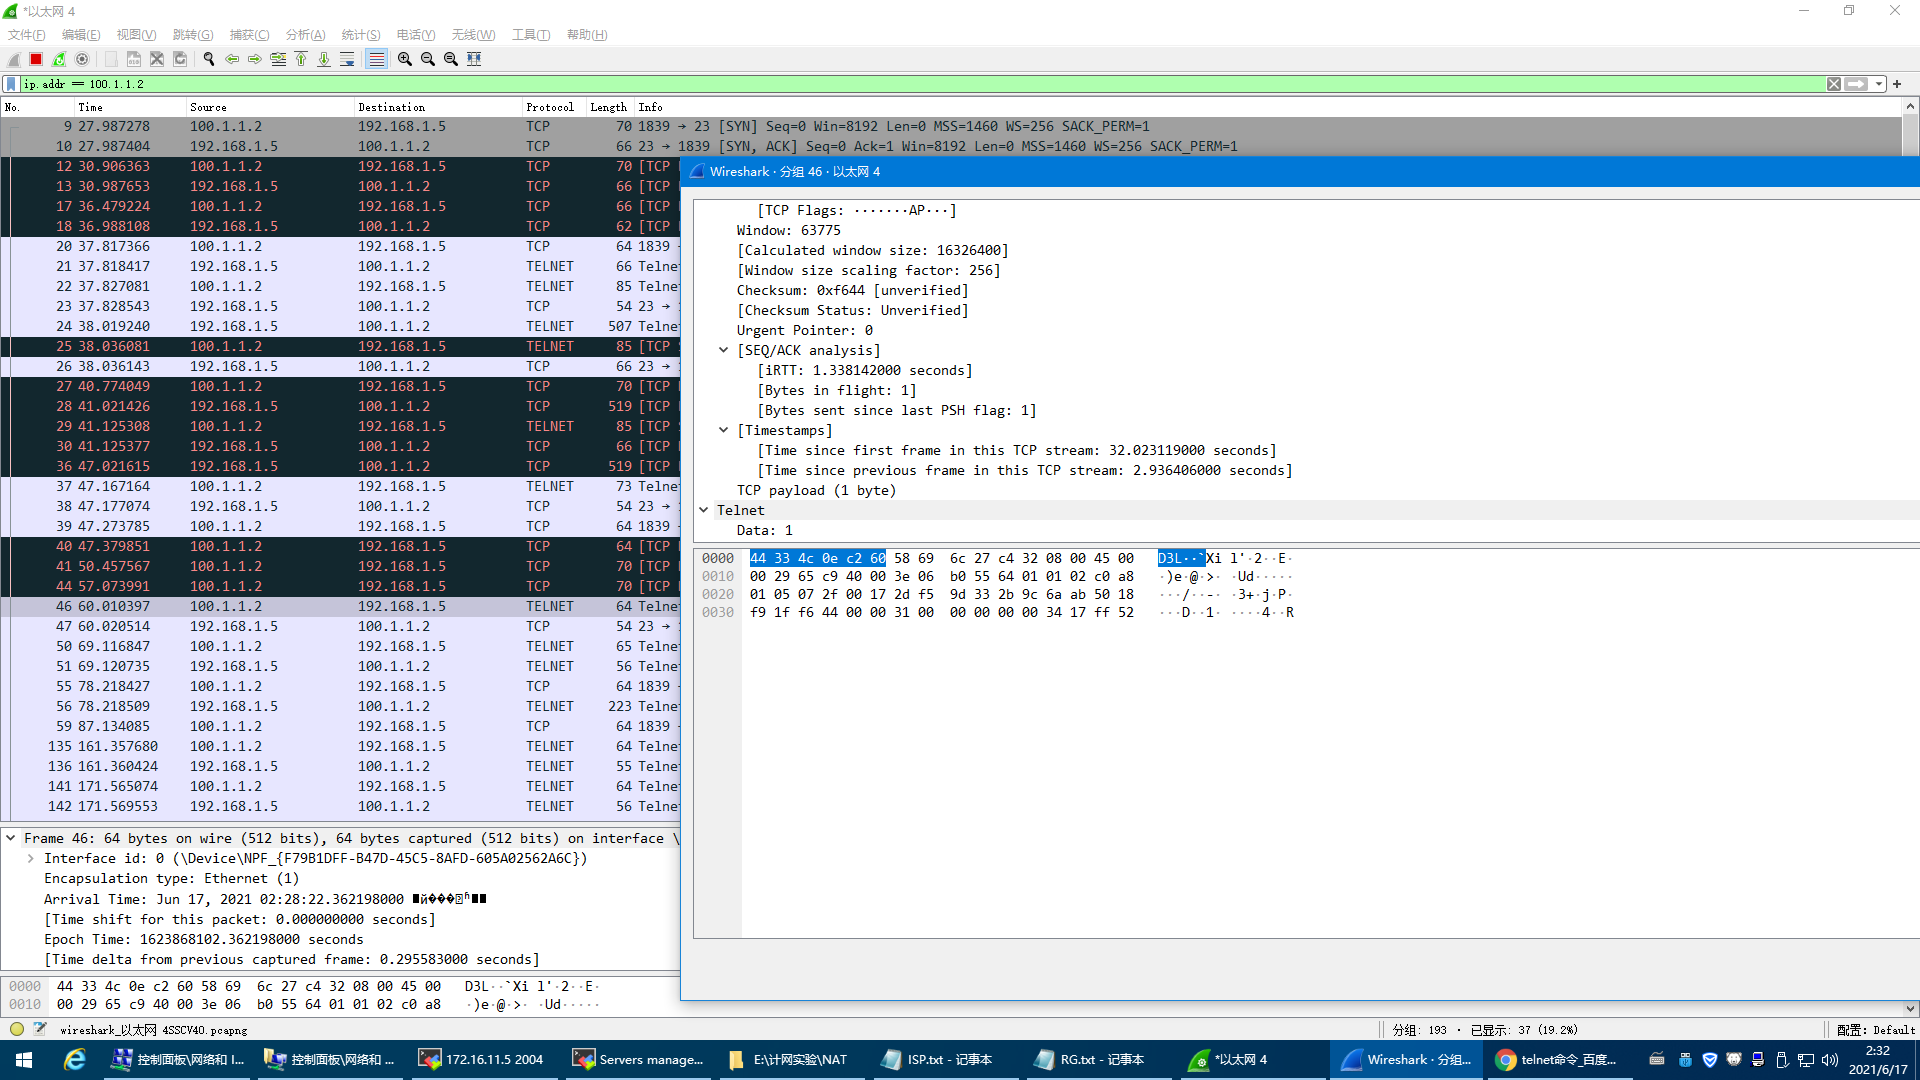 *以太网 4
文件(F) 编辑(E) 视图(V) 跳转(G) 捕获(C) 分析(A) 统计(S) 电话(Y) 无线(W) 工具(T) 帮助(H)
ip.addr == 100.1.1.2
No. Time Source Destination Protocol Length Info
9 27.987278 100.1.1.2 192.168.1.5 TCP 70 1839 → 23 [SYN] Seq=0 Win=8192 Len=0 MSS=1460 WS=256 SACK_PERM=1
10 27.987404 192.168.1.5 100.1.1.2 TCP 66 23 → 1839 [SYN, ACK] Seq=0 Ack=1 Win=8192 Len=0 MSS=1460 WS=256 SACK_PERM=1
12 30.906363 100.1.1.2 192.168.1.5 TCP 70 [TCP
13 30.987653 192.168.1.5 100.1.1.2 TCP 66 [TCP
17 36.479224 100.1.1.2 192.168.1.5 TCP 66 [TCP
18 36.988108 192.168.1.5 100.1.1.2 TCP 62 [TCP
20 37.817366 100.1.1.2 192.168.1.5 TCP 64 1839
21 37.818417 192.168.1.5 100.1.1.2 TELNET 66 Telne
22 37.827081 100.1.1.2 192.168.1.5 TELNET 85 Telne
23 37.828543 192.168.1.5 100.1.1.2 TCP 54 23 →
24 38.019240 192.168.1.5 100.1.1.2 TELNET 507 Telne
25 38.036081 100.1.1.2 192.168.1.5 TELNET 85 [TCP
26 38.036143 192.168.1.5 100.1.1.2 TCP 66 23 →
27 40.774049 100.1.1.2 192.168.1.5 TCP 70 [TCP
28 41.021426 192.168.1.5 100.1.1.2 TCP 519 [TCP
29 41.125308 100.1.1.2 192.168.1.5 TELNET 85 [TCP
30 41.125377 192.168.1.5 100.1.1.2 TCP 66 [TCP
36 47.021615 192.168.1.5 100.1.1.2 TCP 519 [TCP
37 47.167164 100.1.1.2 192.168.1.5 TELNET 73 Telne
38 47.177074 192.168.1.5 100.1.1.2 TCP 54 23 →
39 47.273785 100.1.1.2 192.168.1.5 TCP 64 1839
40 47.379851 100.1.1.2 192.168.1.5 TCP 64 [TCP
41 50.457567 100.1.1.2 192.168.1.5 TCP 70 [TCP
44 57.073991 100.1.1.2 192.168.1.5 TCP 70 [TCP
46 60.010397 100.1.1.2 192.168.1.5 TELNET 64 Telne
47 60.020514 192.168.1.5 100.1.1.2 TCP 54 23 →
50 69.116847 100.1.1.2 192.168.1.5 TELNET 65 Telne
51 69.120735 192.168.1.5 100.1.1.2 TELNET 56 Telne
55 78.218427 100.1.1.2 192.168.1.5 TCP 64 1839
56 78.218509 192.168.1.5 100.1.1.2 TELNET 223 Telne
59 87.134085 100.1.1.2 192.168.1.5 TCP 64 1839
135 161.357680 100.1.1.2 192.168.1.5 TELNET 64 Telne
136 161.360424 192.168.1.5 100.1.1.2 TELNET 55 Telne
141 171.565074 100.1.1.2 192.168.1.5 TELNET 64 Telne
142 171.569553 192.168.1.5 100.1.1.2 TELNET 56 Telne
Frame 46: 64 bytes on wire (512 bits), 64 bytes captured (512 bits) on interface \
Interface id: 0 (\Device\NPF_{F79B1DFF-B47D-45C5-8AFD-605A02562A6C})
Encapsulation type: Ethernet (1)
Arrival Time: Jun 17, 2021 02:28:22.362198000
[Time shift for this packet: 0.000000000 seconds]
Epoch Time: 1623868102.362198000 seconds
[Time delta from previous captured frame: 0.295583000 seconds]
0000 44 33 4c 0e c2 60 58 69 6c 27 c4 32 08 00 45 00 D3L··`Xi l'·2··E·
0010 00 29 65 c9 40 00 3e 06 b0 55 64 01 01 02 c0 a8 ·)e·@·>· ·Ud·····
Wireshark · 分组 46 · 以太网 4
[TCP Flags: ·······AP···]
Window: 63775
[Calculated window size: 16326400]
[Window size scaling factor: 256]
Checksum: 0xf644 [unverified]
[Checksum Status: Unverified]
Urgent Pointer: 0
[SEQ/ACK analysis]
[iRTT: 1.338142000 seconds]
[Bytes in flight: 1]
[Bytes sent since last PSH flag: 1]
[Timestamps]
[Time since first frame in this TCP stream: 32.023119000 seconds]
[Time since previous frame in this TCP stream: 2.936406000 seconds]
TCP payload (1 byte)
Telnet
Data: 1
0000 44 33 4c 0e c2 60 58 69 6c 27 c4 32 08 00 45 00 D3L··`Xi l'·2··E·
0010 00 29 65 c9 40 00 3e 06 b0 55 64 01 01 02 c0 a8 ·)e·@·>· ·Ud·····
0020 01 05 07 2f 00 17 2d f5 9d 33 2b 9c 6a ab 50 18 ···/··-· ·3+·j·P·
0030 f9 1f f6 44 00 00 31 00 00 00 00 00 34 17 ff 52 ···D··1· ····4··R
wireshark_以太网 4SSCV40.pcapng
分组: 193 · 已显示: 37 (19.2%)
配置: Default
控制面板\网络和 I...
控制面板\网络和 ...
172.16.11.5 2004
Servers manage...
E:\计网实验\NAT
ISP.txt - 记事本
RG.txt - 记事本
*以太网 4
Wireshark · 分组...
telnet命令_百度...
2:32
2021/6/17